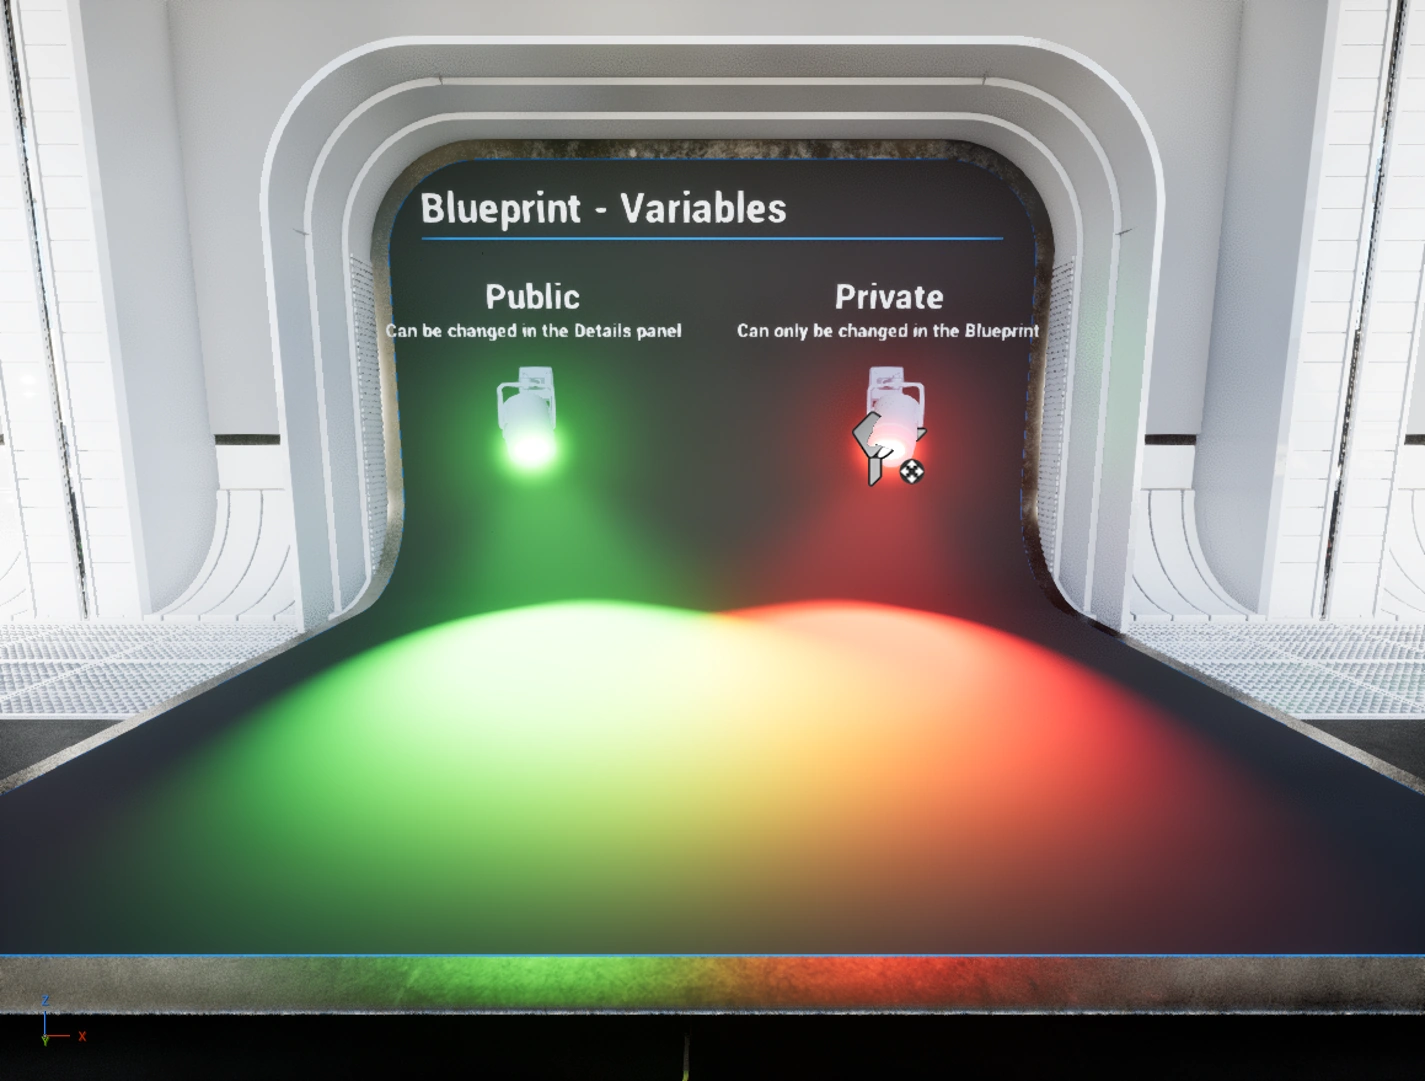 Blueprint - Variables
Public
Private
Can be changed in the Details panel
Can only be changed in the Blueprint
Z
X
Y